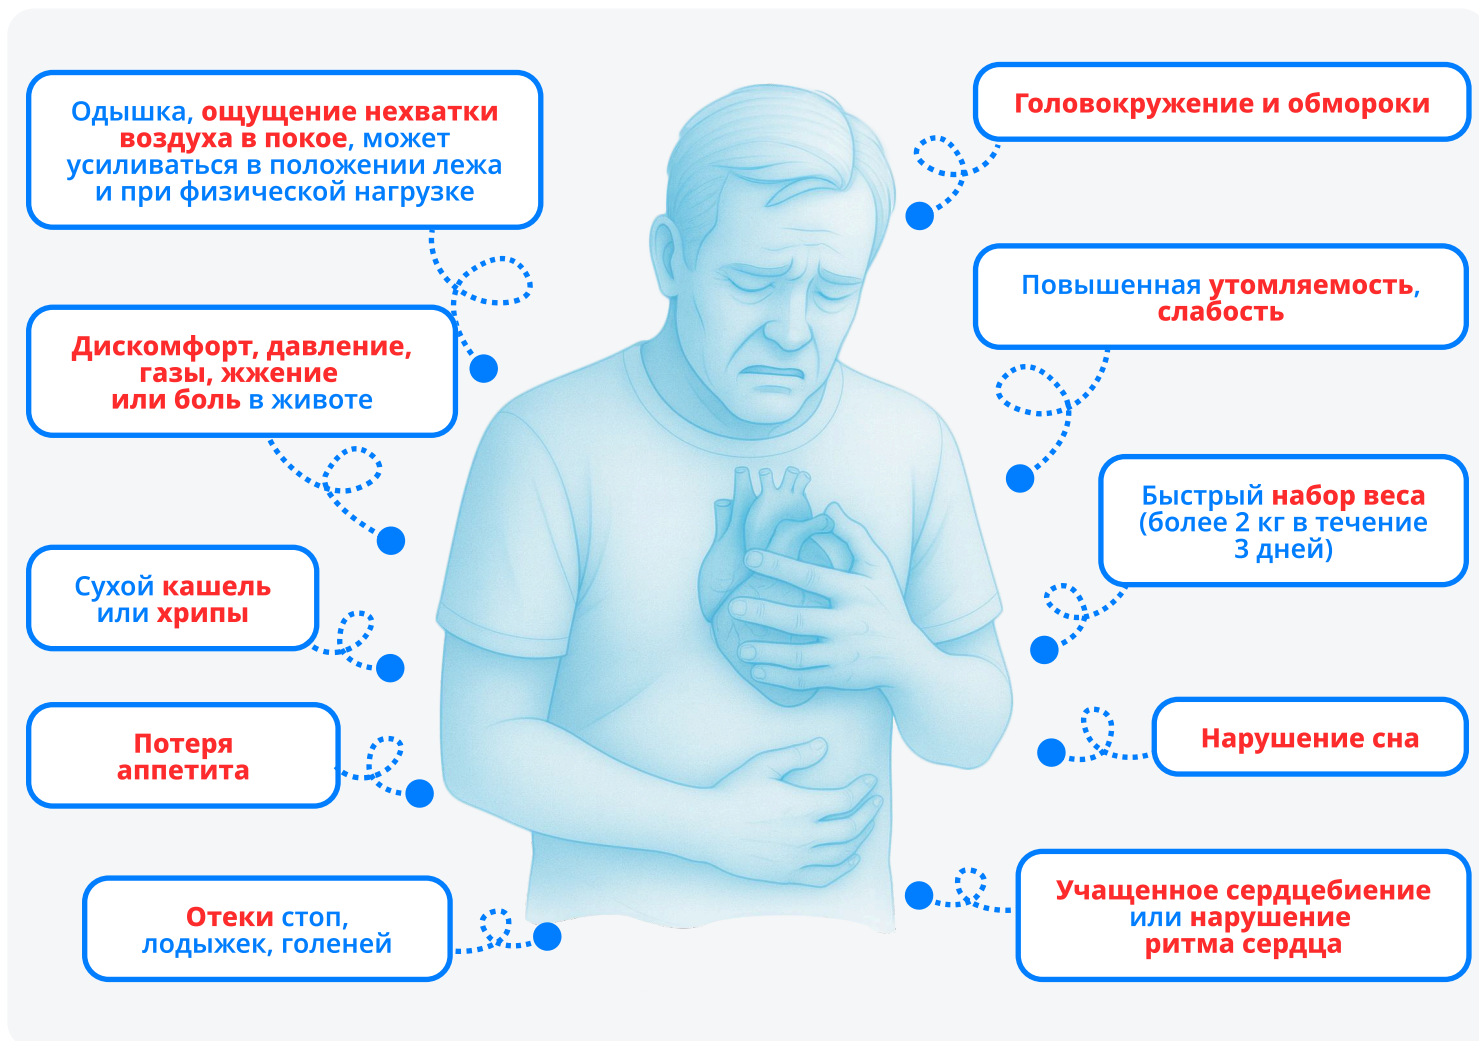 Одышка, ощущение нехватки
воздуха в покое, может
усиливаться в положении лежа
и при физической нагрузке
Дискомфорт, давление,
газы, жжение
или боль в животе
Сухой кашель
или хрипы
Потеря
аппетита
Отеки стоп,
лодыжек, голеней
Головокружение и обмороки
Повышенная утомляемость,
слабость
Быстрый набор веса
(более 2 кг в течение
3 дней)
Нарушение сна
Учащенное сердцебиение
или нарушение
ритма сердца